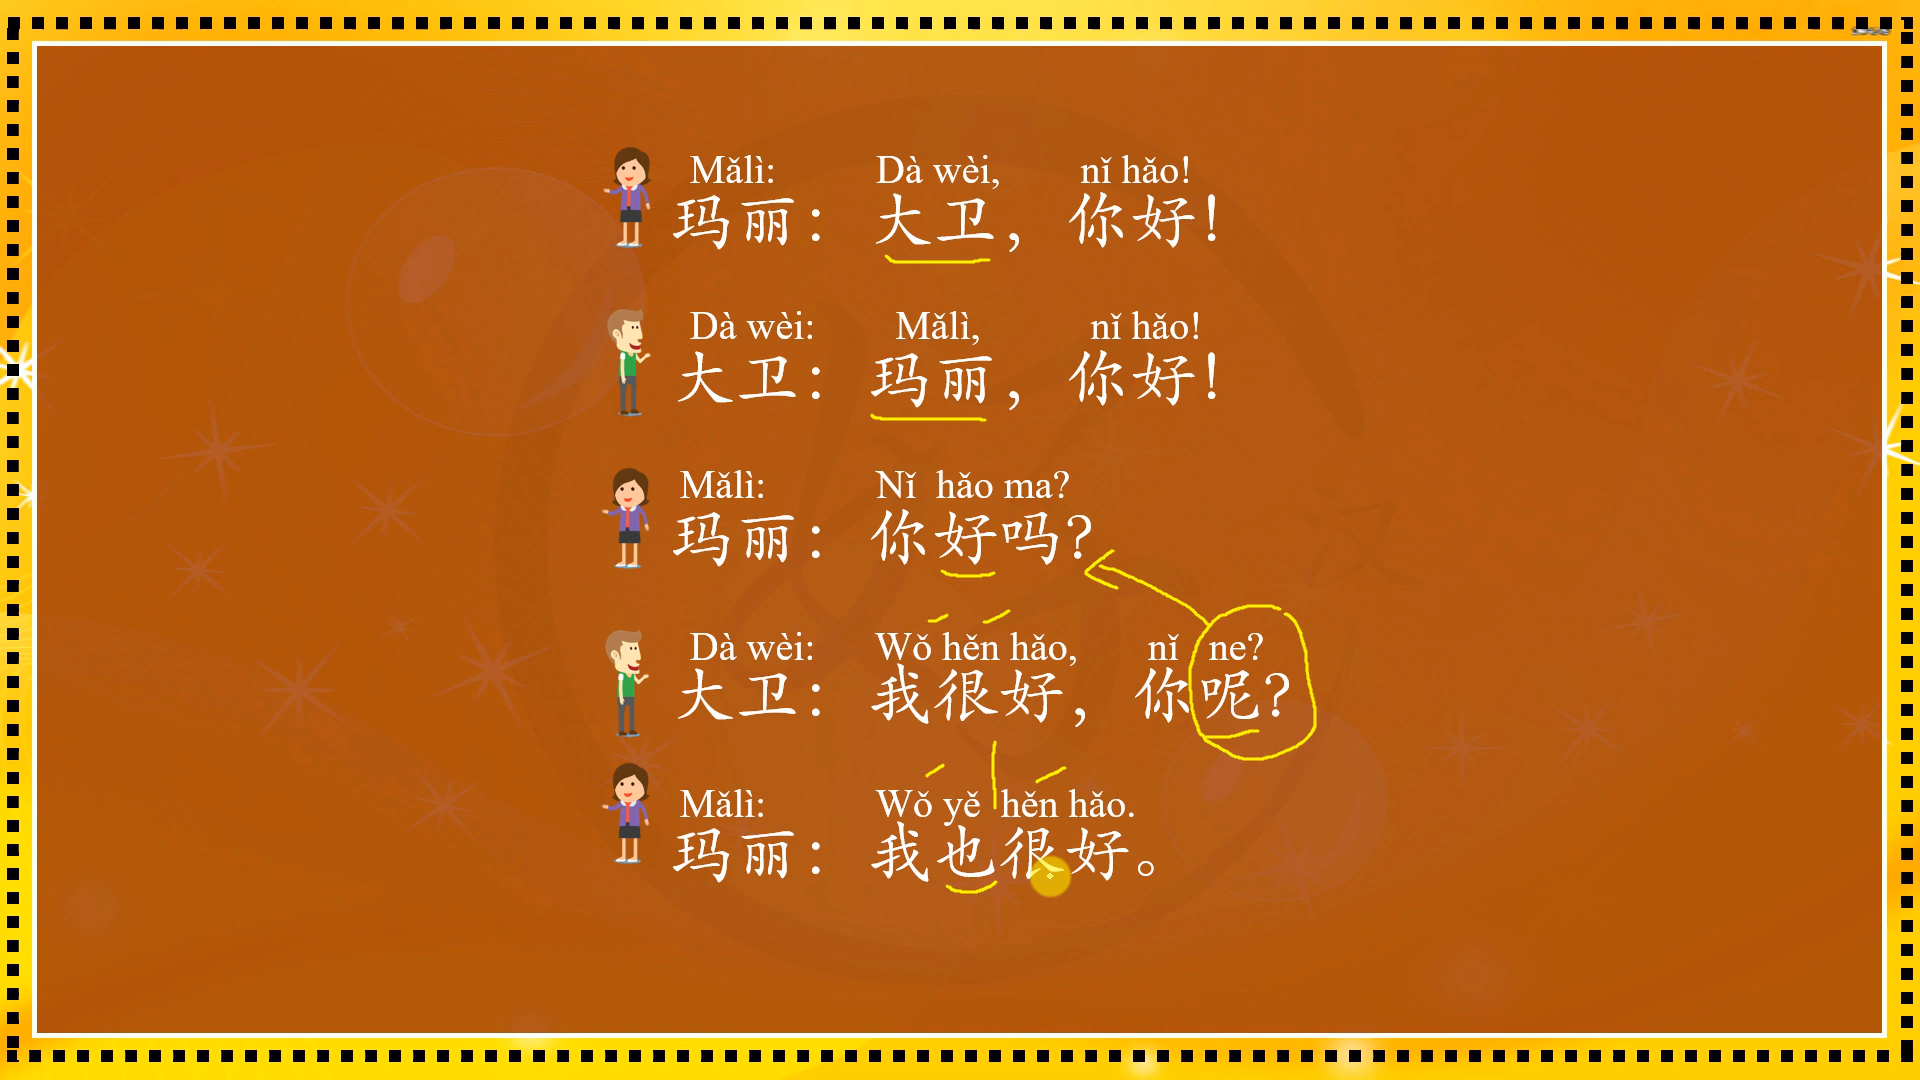 Mǎlì: Dà wèi, nǐ hǎo!
玛丽：大卫，你好！
Dà wèi: Mǎlì, nǐ hǎo!
大卫：玛丽，你好！
Mǎlì: Nǐ hǎo ma?
玛丽：你好吗？
Dà wèi: Wǒ hěn hǎo, nǐ ne?
大卫：我很好，你呢？
Mǎlì: Wǒ yě hěn hǎo.
玛丽：我也很好。